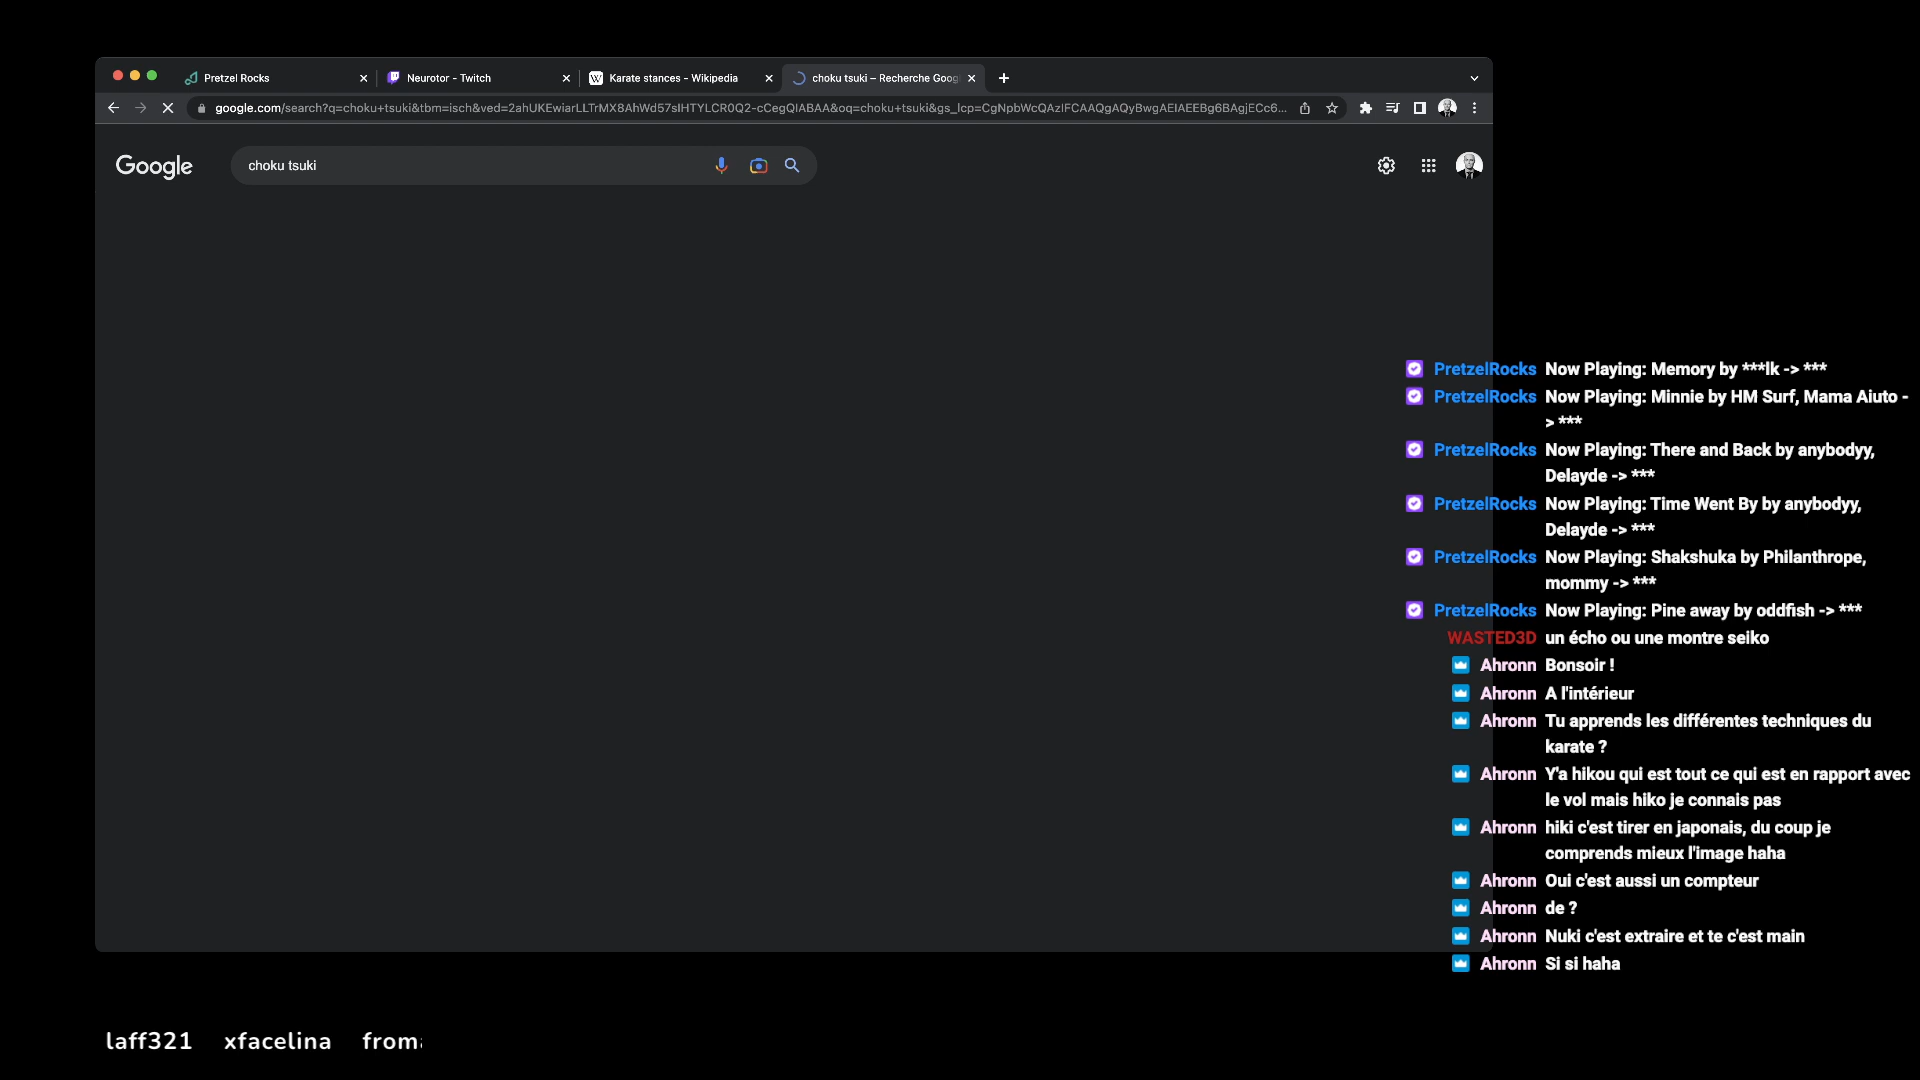 Pretzel Rocks
Neurotor - Twitch
Karate stances - Wikipedia
choku tsuki – Recherche Goog
google.com/search?q=choku+tsuki&tbm=isch&ved=2ahUKEwiarLLTrMX8AhWd57sIHTYLCR0Q2-cCegQIABAA&oq=choku+tsuki&gs_lcp=CgNpbWcQAzIFCAAQgAQyBwgAEIAEEBg6BAgjECc6...
Google
choku tsuki
PretzelRocks Now Playing: Memory by ***lk -> ***
PretzelRocks Now Playing: Minnie by HM Surf, Mama Aiuto -
> ***
PretzelRocks Now Playing: There and Back by anybodyy,
Delayde -> ***
PretzelRocks Now Playing: Time Went By by anybodyy,
Delayde -> ***
PretzelRocks Now Playing: Shakshuka by Philanthrope,
mommy -> ***
PretzelRocks Now Playing: Pine away by oddfish -> ***
WASTED3D un écho ou une montre seiko
Ahronn Bonsoir !
Ahronn A l'intérieur
Ahronn Tu apprends les différentes techniques du
karate ?
Ahronn Y'a hikou qui est tout ce qui est en rapport avec
le vol mais hiko je connais pas
Ahronn hiki c'est tirer en japonais, du coup je
comprends mieux l'image haha
Ahronn Oui c'est aussi un compteur
Ahronn de ?
Ahronn Nuki c'est extraire et te c'est main
Ahronn Si si haha
laff321 xfacelina from